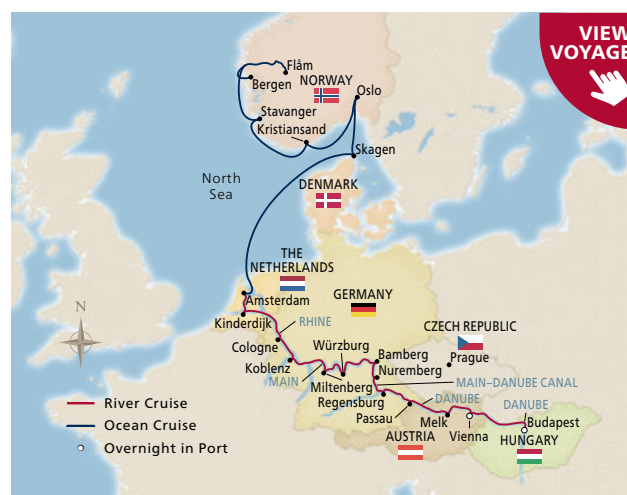 VIEW
VOYAGE
Flåm
Bergen
NORWAY
Oslo
Stavanger
Kristiansand
Skagen
North
Sea
DENMARK
THE
NETHERLANDS
Amsterdam
GERMANY
Kinderdijk
RHINE
CZECH REPUBLIC
Cologne
Würzburg
Bamberg
Prague
Koblenz
Nuremberg
MAIN
Miltenberg
MAIN–DANUBE CANAL
Regensburg
DANUBE
DANUBE
Passau
Melk
Vienna
Budapest
AUSTRIA
HUNGARY
N
River Cruise
Ocean Cruise
Overnight in Port